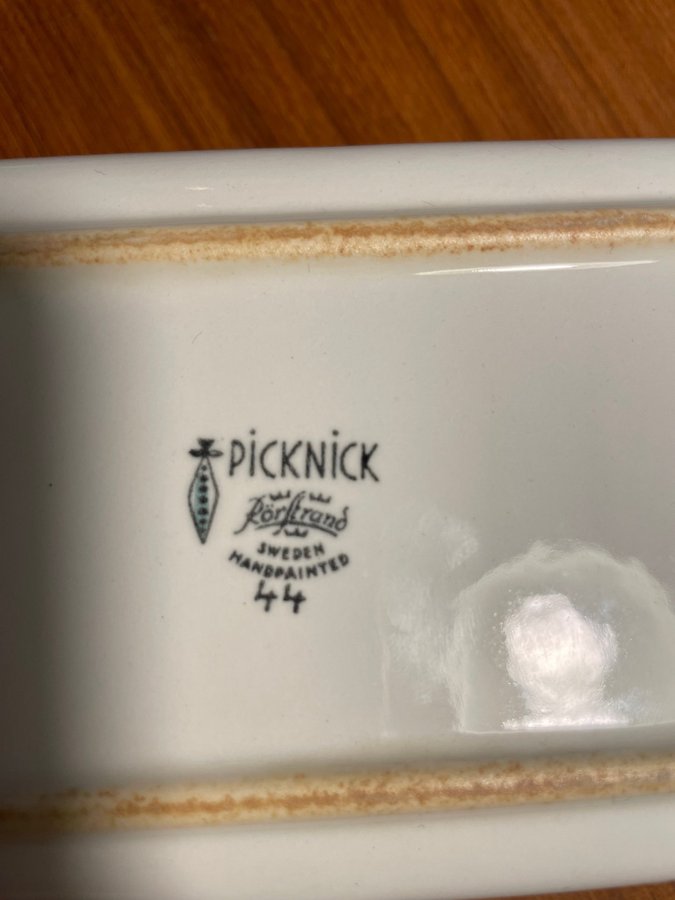 PiCKNiCK
Rörstrand
SWEDEN
HANDPAINTED
44